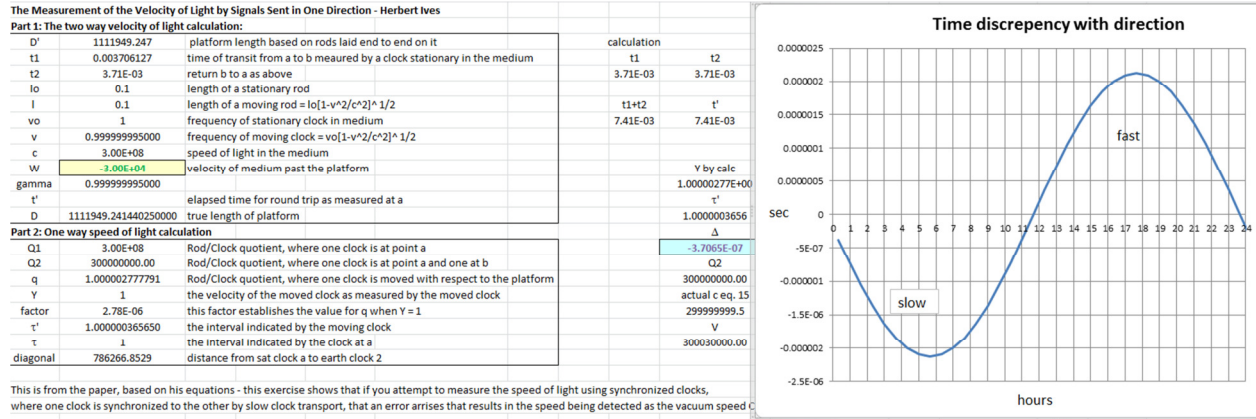 The Measurement of the Velocity of Light by Signals Sent in One Direction - Herbert Ives
Part 1: The two way velocity of light calculation:
D' 1111949.247 platform length based on rods laid end to end on it calculation
t1 0.003706127 time of transit from a to b meaured by a clock stationary in the medium t1 t2
t2 3.71E-03 return b to a as above 3.71E-03 3.71E-03
lo 0.1 length of a stationary rod
l 0.1 length of a moving rod = lo[1-v^2/c^2]^ 1/2 t1+t2 t'
vo 1 frequency of stationary clock in medium 7.41E-03 7.41E-03
v 0.999999995000 frequency of moving clock = vo[1-v^2/c^2]^ 1/2
c 3.00E+08 speed of light in the medium
W -3.00E+04 velocity of medium past the platform Y by calc
gamma 0.999999995000 1.00000277E+00
t' elapsed time for round trip as measured at a τ'
D 1111949.241440250000 true length of platform 1.0000003656
Part 2: One way speed of light calculation Δ
Q1 3.00E+08 Rod/Clock quotient, where one clock is at point a -3.7065E-07
Q2 300000000.00 Rod/Clock quotient, where one clock is at point a and one at b Q2
q 1.000002777791 Rod/Clock quotient, where one clock is moved with respect to the platform 300000000.00
Y 1 the velocity of the moved clock as measured by the moved clock actual c eq. 15
factor 2.78E-06 this factor establishes the value for q when Y = 1 299999999.5
τ' 1.000000365650 the interval indicated by the moving clock V
τ 1 the interval indicated by the clock at a 300030000.00
diagonal 786266.8529 distance from sat clock a to earth clock 2
This is from the paper, based on his equations - this exercise shows that if you attempt to measure the speed of light using synchronized clocks,
where one clock is synchronized to the other by slow clock transport, that an error arrises that results in the speed being detected as the vacuum speed
Time discrepency with direction
0.0000025
0.000002
0.0000015
0.000001
0.0000005
0
-5E-07
-0.000001
-1.5E-06
-0.000002
-2.5E-06
sec
0 1 2 3 4 5 6 7 8 9 10 11 12 13 14 15 16 17 18 19 20 21 22 23 24
fast
slow
hours